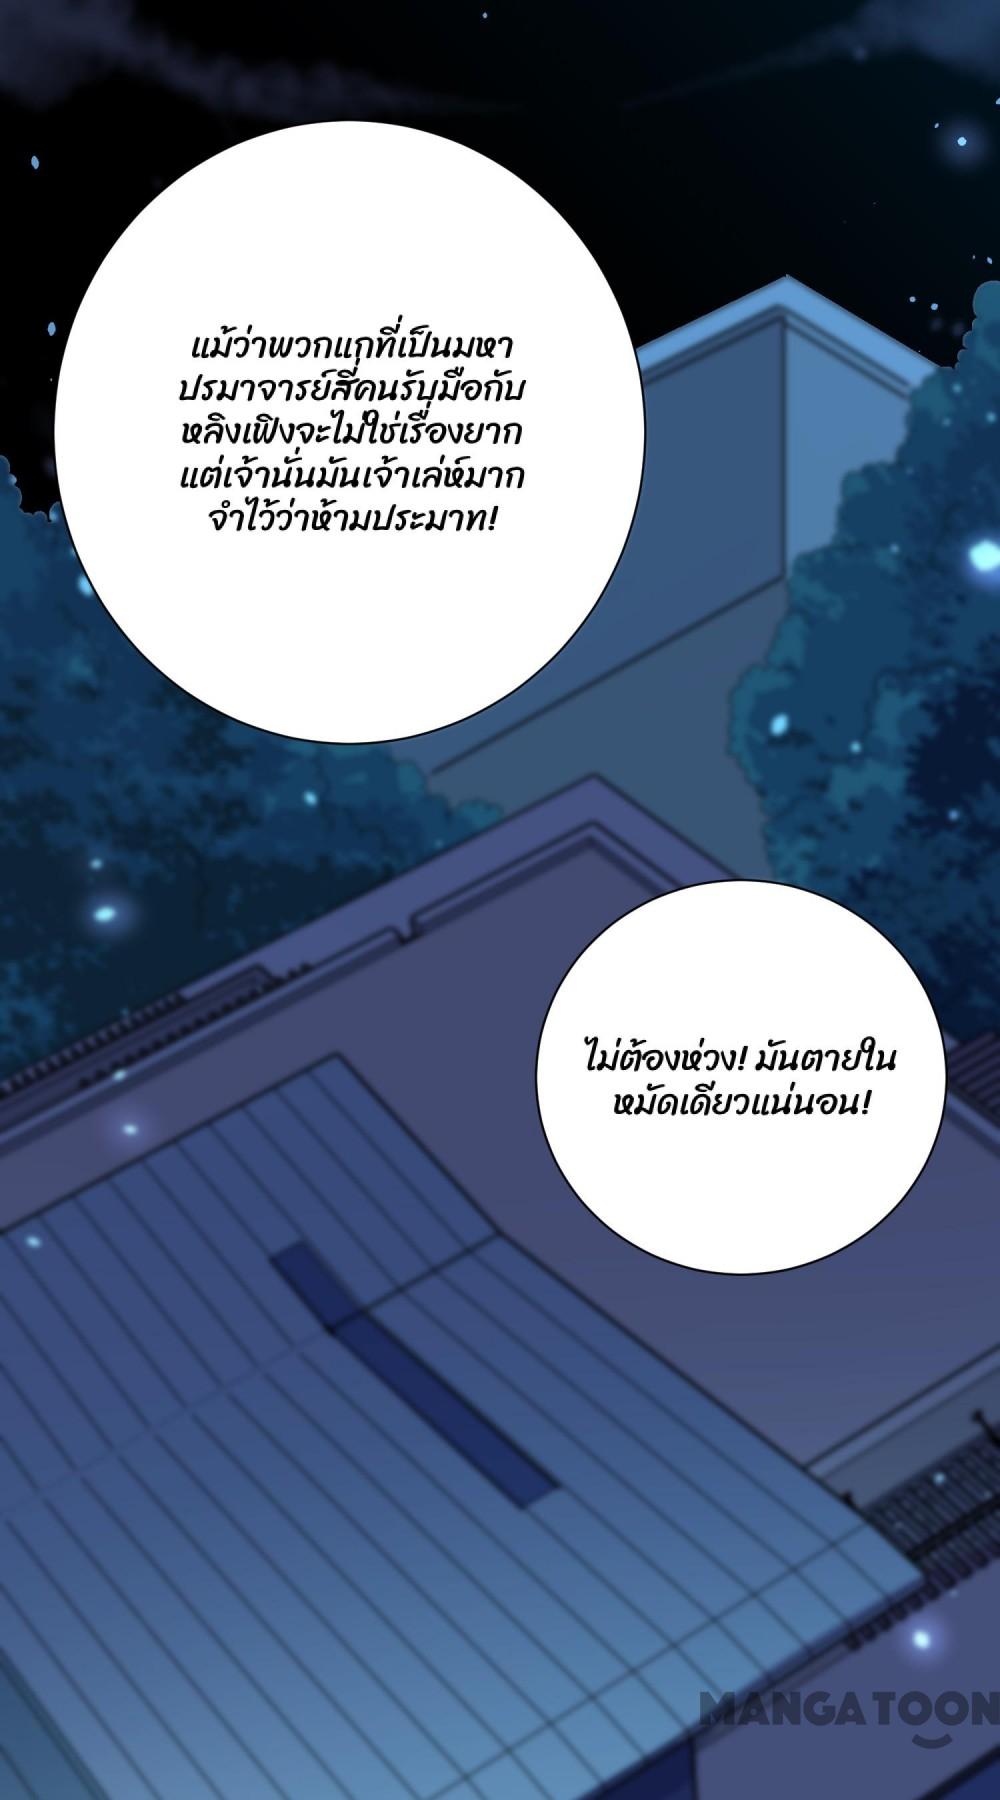 แม้ว่าพวกแกที่เป็นมหา
ปรมาจารย์สี่คนรับมือกับ
หลิงเฟิงจะไม่ใช่เรื่องยาก
แต่เจ้านั่นมันเจ้าเล่ห์มาก
จำไว้ว่าห้ามประมาท!
ไม่ต้องห่วง! มันตายใน
หมัดเดียวแน่นอน!
MANGATOON